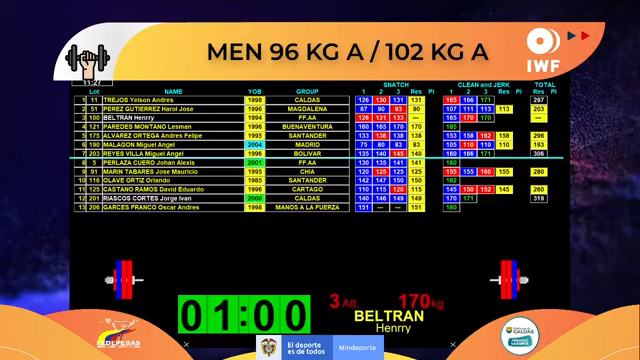 MEN 96 KG A / 102 KG A
IWF
SNATCH CLEAN and JERK TOTAL
Lot NAME YOB GROUP 1 2 3 Res Pl 1 2 3 Res Pl Res Pl
1 11 TREJOS Yeison Andres 1998 CALDAS 126 130 131 131 165 166 171 297
2 51 PEREZ GUTIERREZ Harol Jose 1996 MAGDALENA 87 90 93 90 107 111 113 113 203
3 100 BELTRAN Henrry 1994 FF.AA 126 131 133 --- 165 170 170
4 121 PAREDES MONTANO Lesman 1996 BUENAVENTURA 160 165 170 170 185
5 175 ALVAREZ ORTEGA Andres Felipe 1995 SANTANDER 133 138 138 138 153 158 162 158 296
6 190 MALAGON Miguel Angel 2004 MADRID 75 80 83 83 105 110 110 110 193
7 203 REYES VILLA Miguel Angel 1996 BOLIVAR 135 140 145 140 160 166 171 306
8 5 PERLAZA CUERO Johan Alexis 2001 FF.AA 130 135 141 141 180
9 91 MARIN TABARES Jose Mauricio 1995 CHIA 120 125 125 125 155 155 160 155 280
10 116 OLAVE ORTIZ Orlando 1985 SANTANDER 142 147 150 150 182
11 125 CASTANO RAMOS David Eduardo 1996 CARTAGO 110 115 120 115 145 150 152 145 260
12 201 RIASCOS CORTES Jorge Ivan 2000 CALDAS 140 146 149 149 170 171 319
13 206 GARCES FRANCO Oscar Andres 1998 MANOS A LA FUERZA 151 --- --- 151 180
01:00
3 Att. 170kg
BELTRAN
Henrry
FEDEPESAS
El deporte
es de todos
Mindeporte
CALDAS